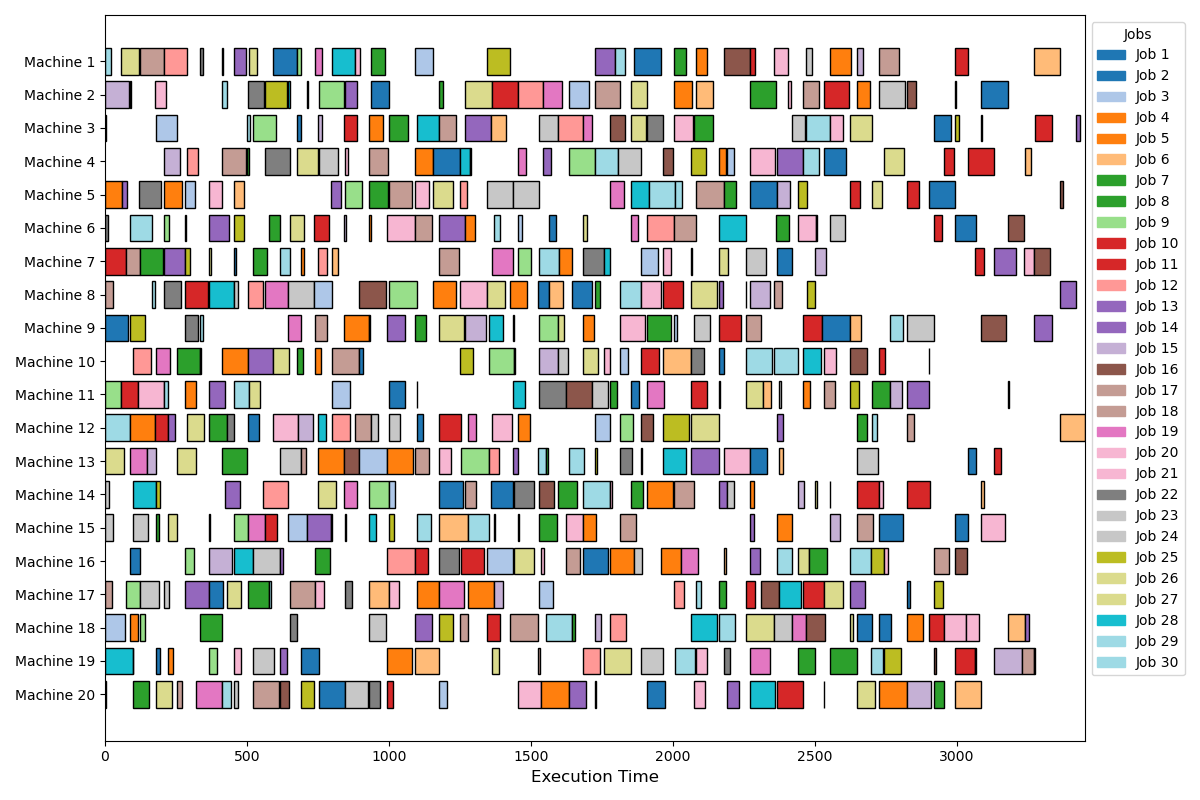 Machine 1
Machine 2
Machine 3
Machine 4
Machine 5
Machine 6
Machine 7
Machine 8
Machine 9
Machine 10
Machine 11
Machine 12
Machine 13
Machine 14
Machine 15
Machine 16
Machine 17
Machine 18
Machine 19
Machine 20
0 500 1000 1500 2000 2500 3000
Execution Time
Jobs
Job 1
Job 2
Job 3
Job 4
Job 5
Job 6
Job 7
Job 8
Job 9
Job 10
Job 11
Job 12
Job 13
Job 14
Job 15
Job 16
Job 17
Job 18
Job 19
Job 20
Job 21
Job 22
Job 23
Job 24
Job 25
Job 26
Job 27
Job 28
Job 29
Job 30